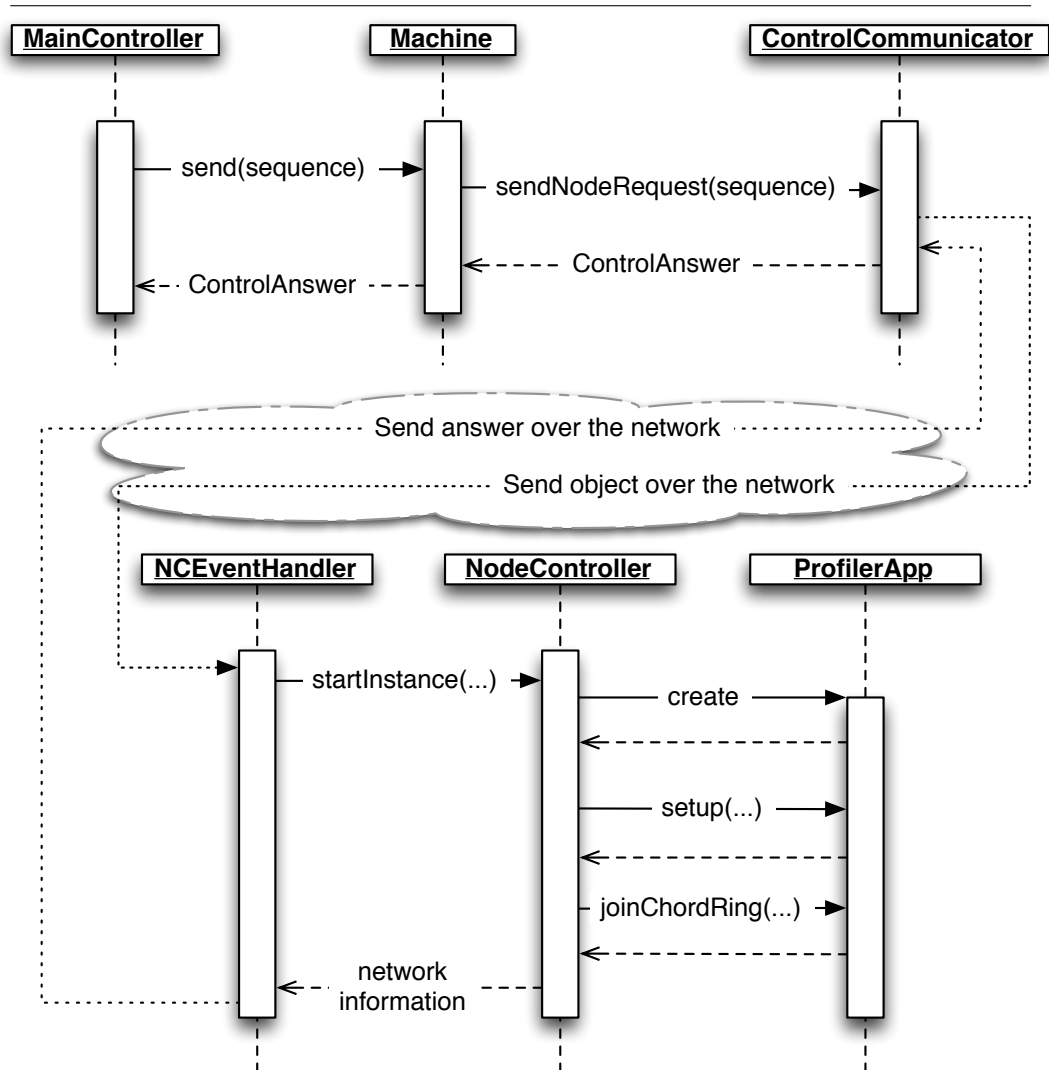 MainController
Machine
ControlCommunicator
send(sequence)
sendNodeRequest(sequence)
ControlAnswer
ControlAnswer
Send answer over the network
Send object over the network
NCEventHandler
NodeController
ProfilerApp
startInstance(...)
create
setup(...)
joinChordRing(...)
network
information